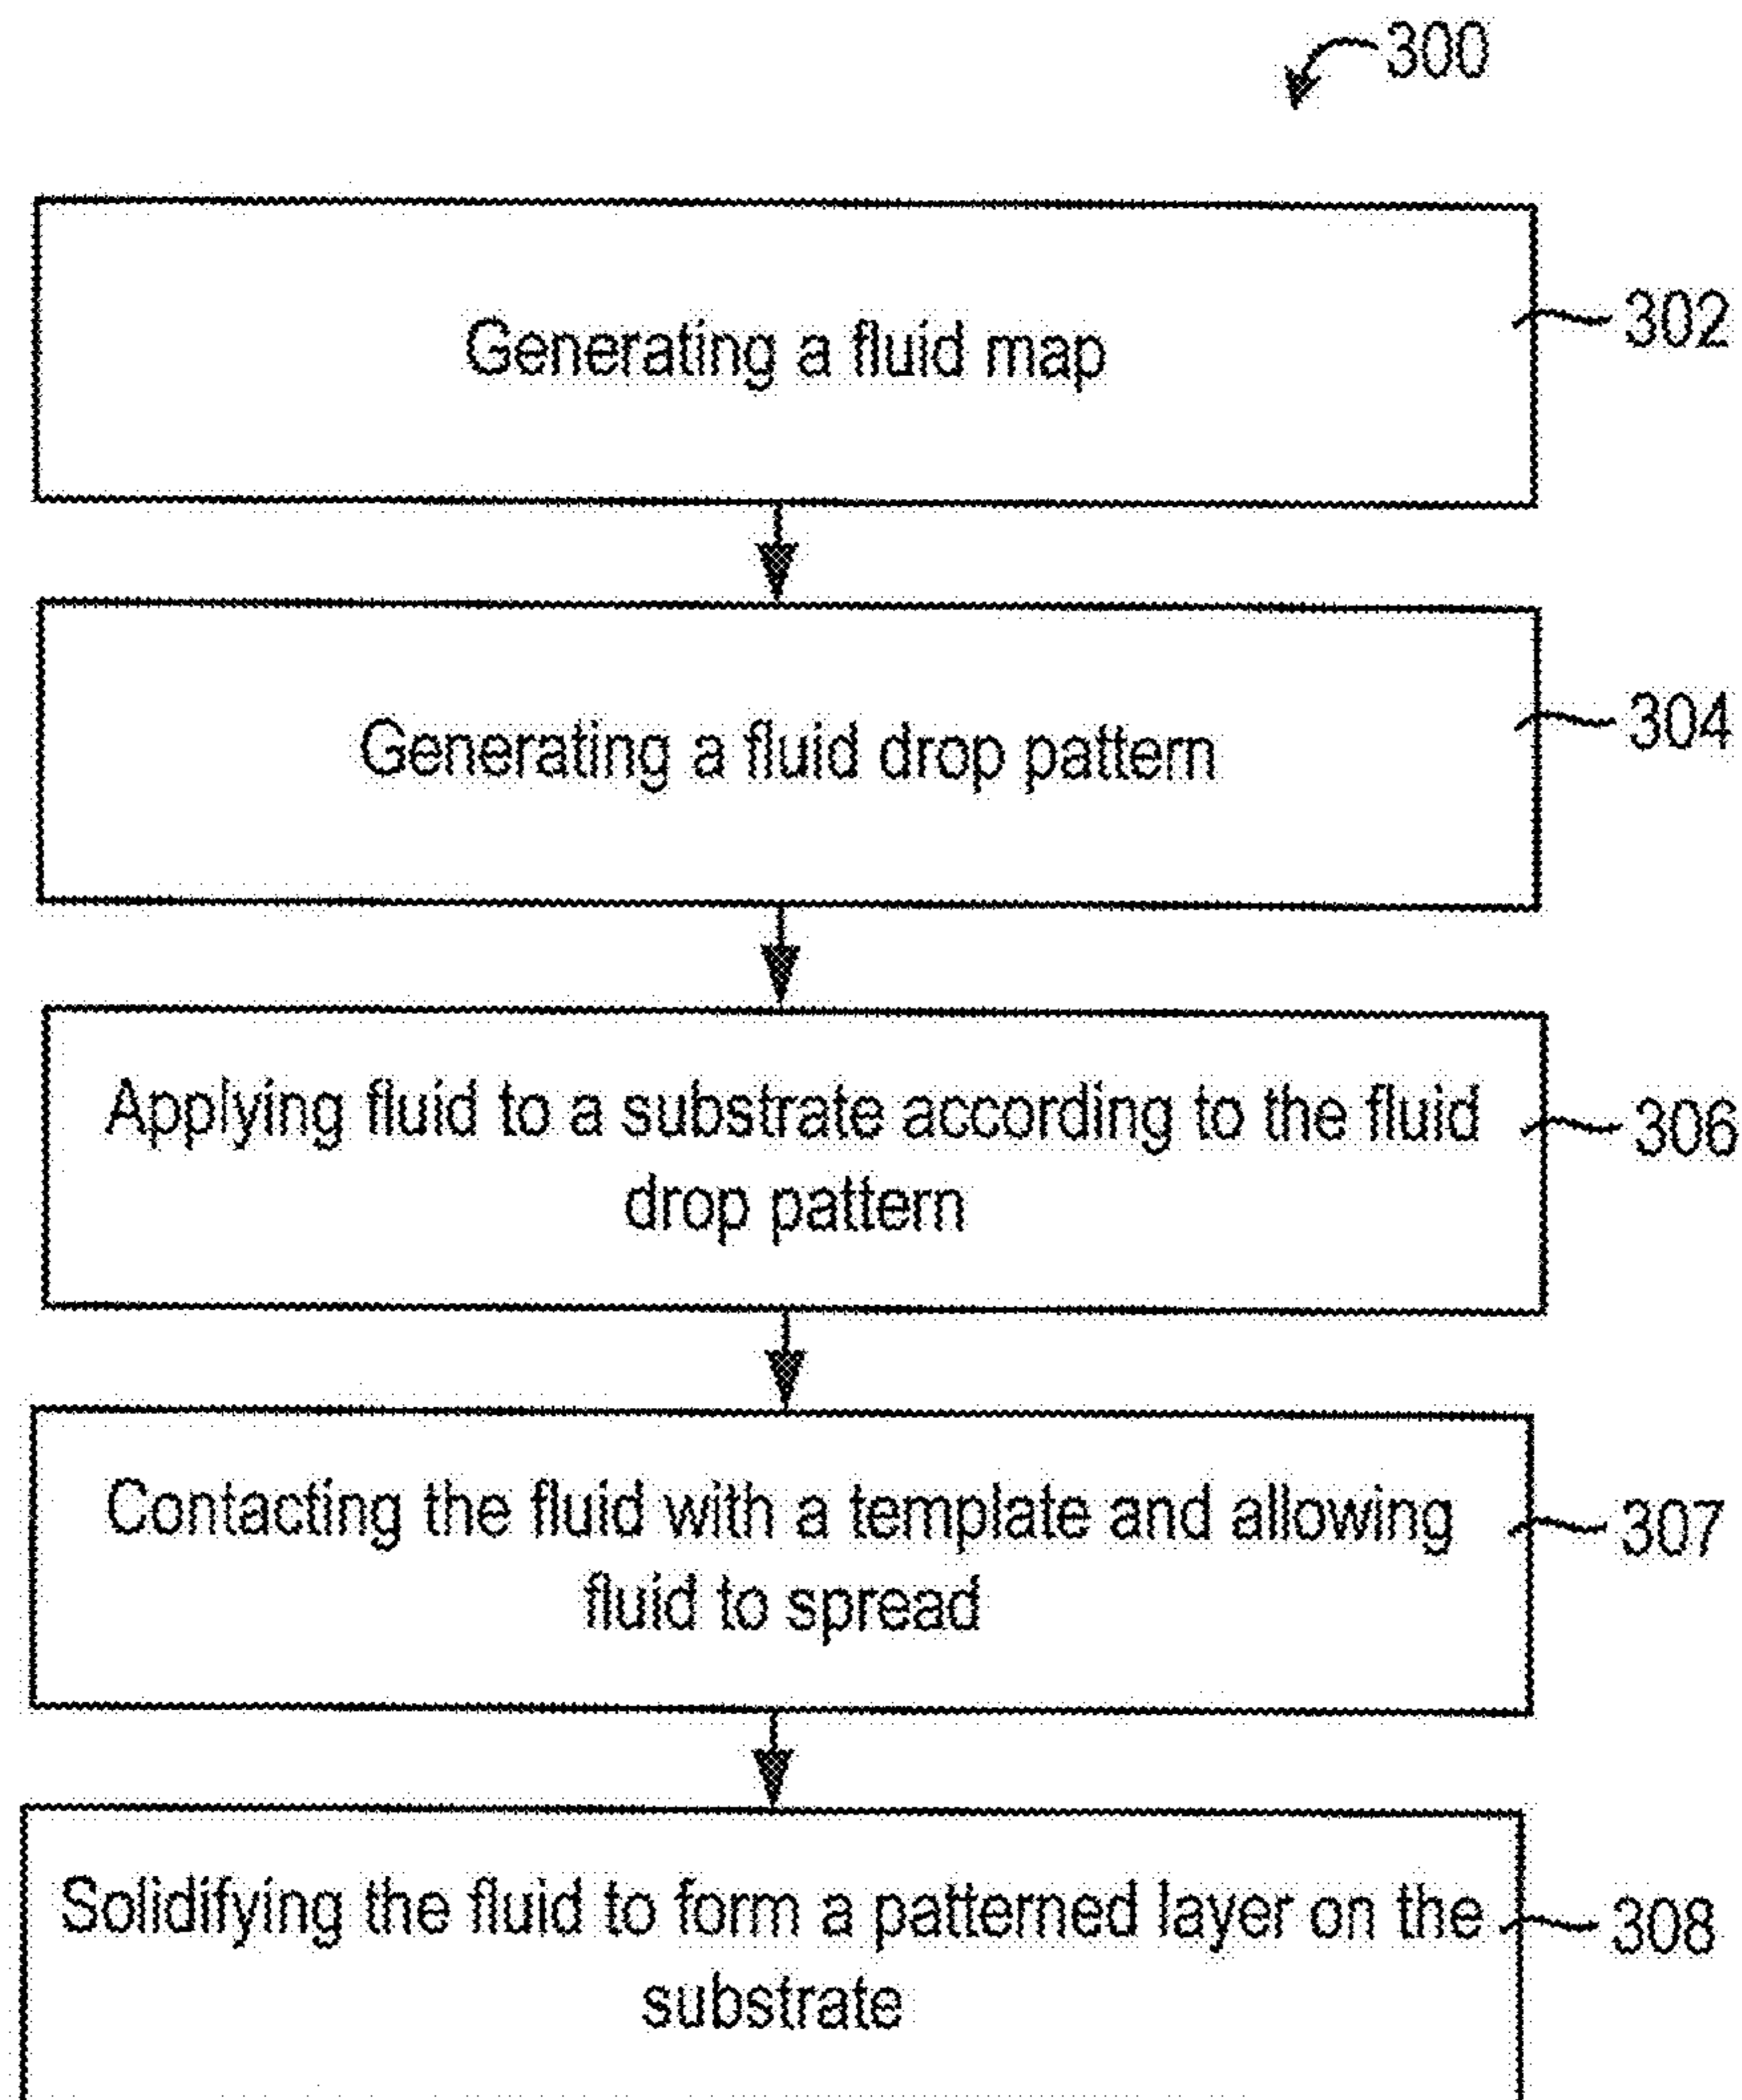 300
Generating a fluid map
302
Generating a fluid drop pattern
304
Applying fluid to a substrate according to the fluid
drop pattern
306
Contacting the fluid with a template and allowing
fluid to spread
307
Solidifying the fluid to form a patterned layer on the
substrate
308